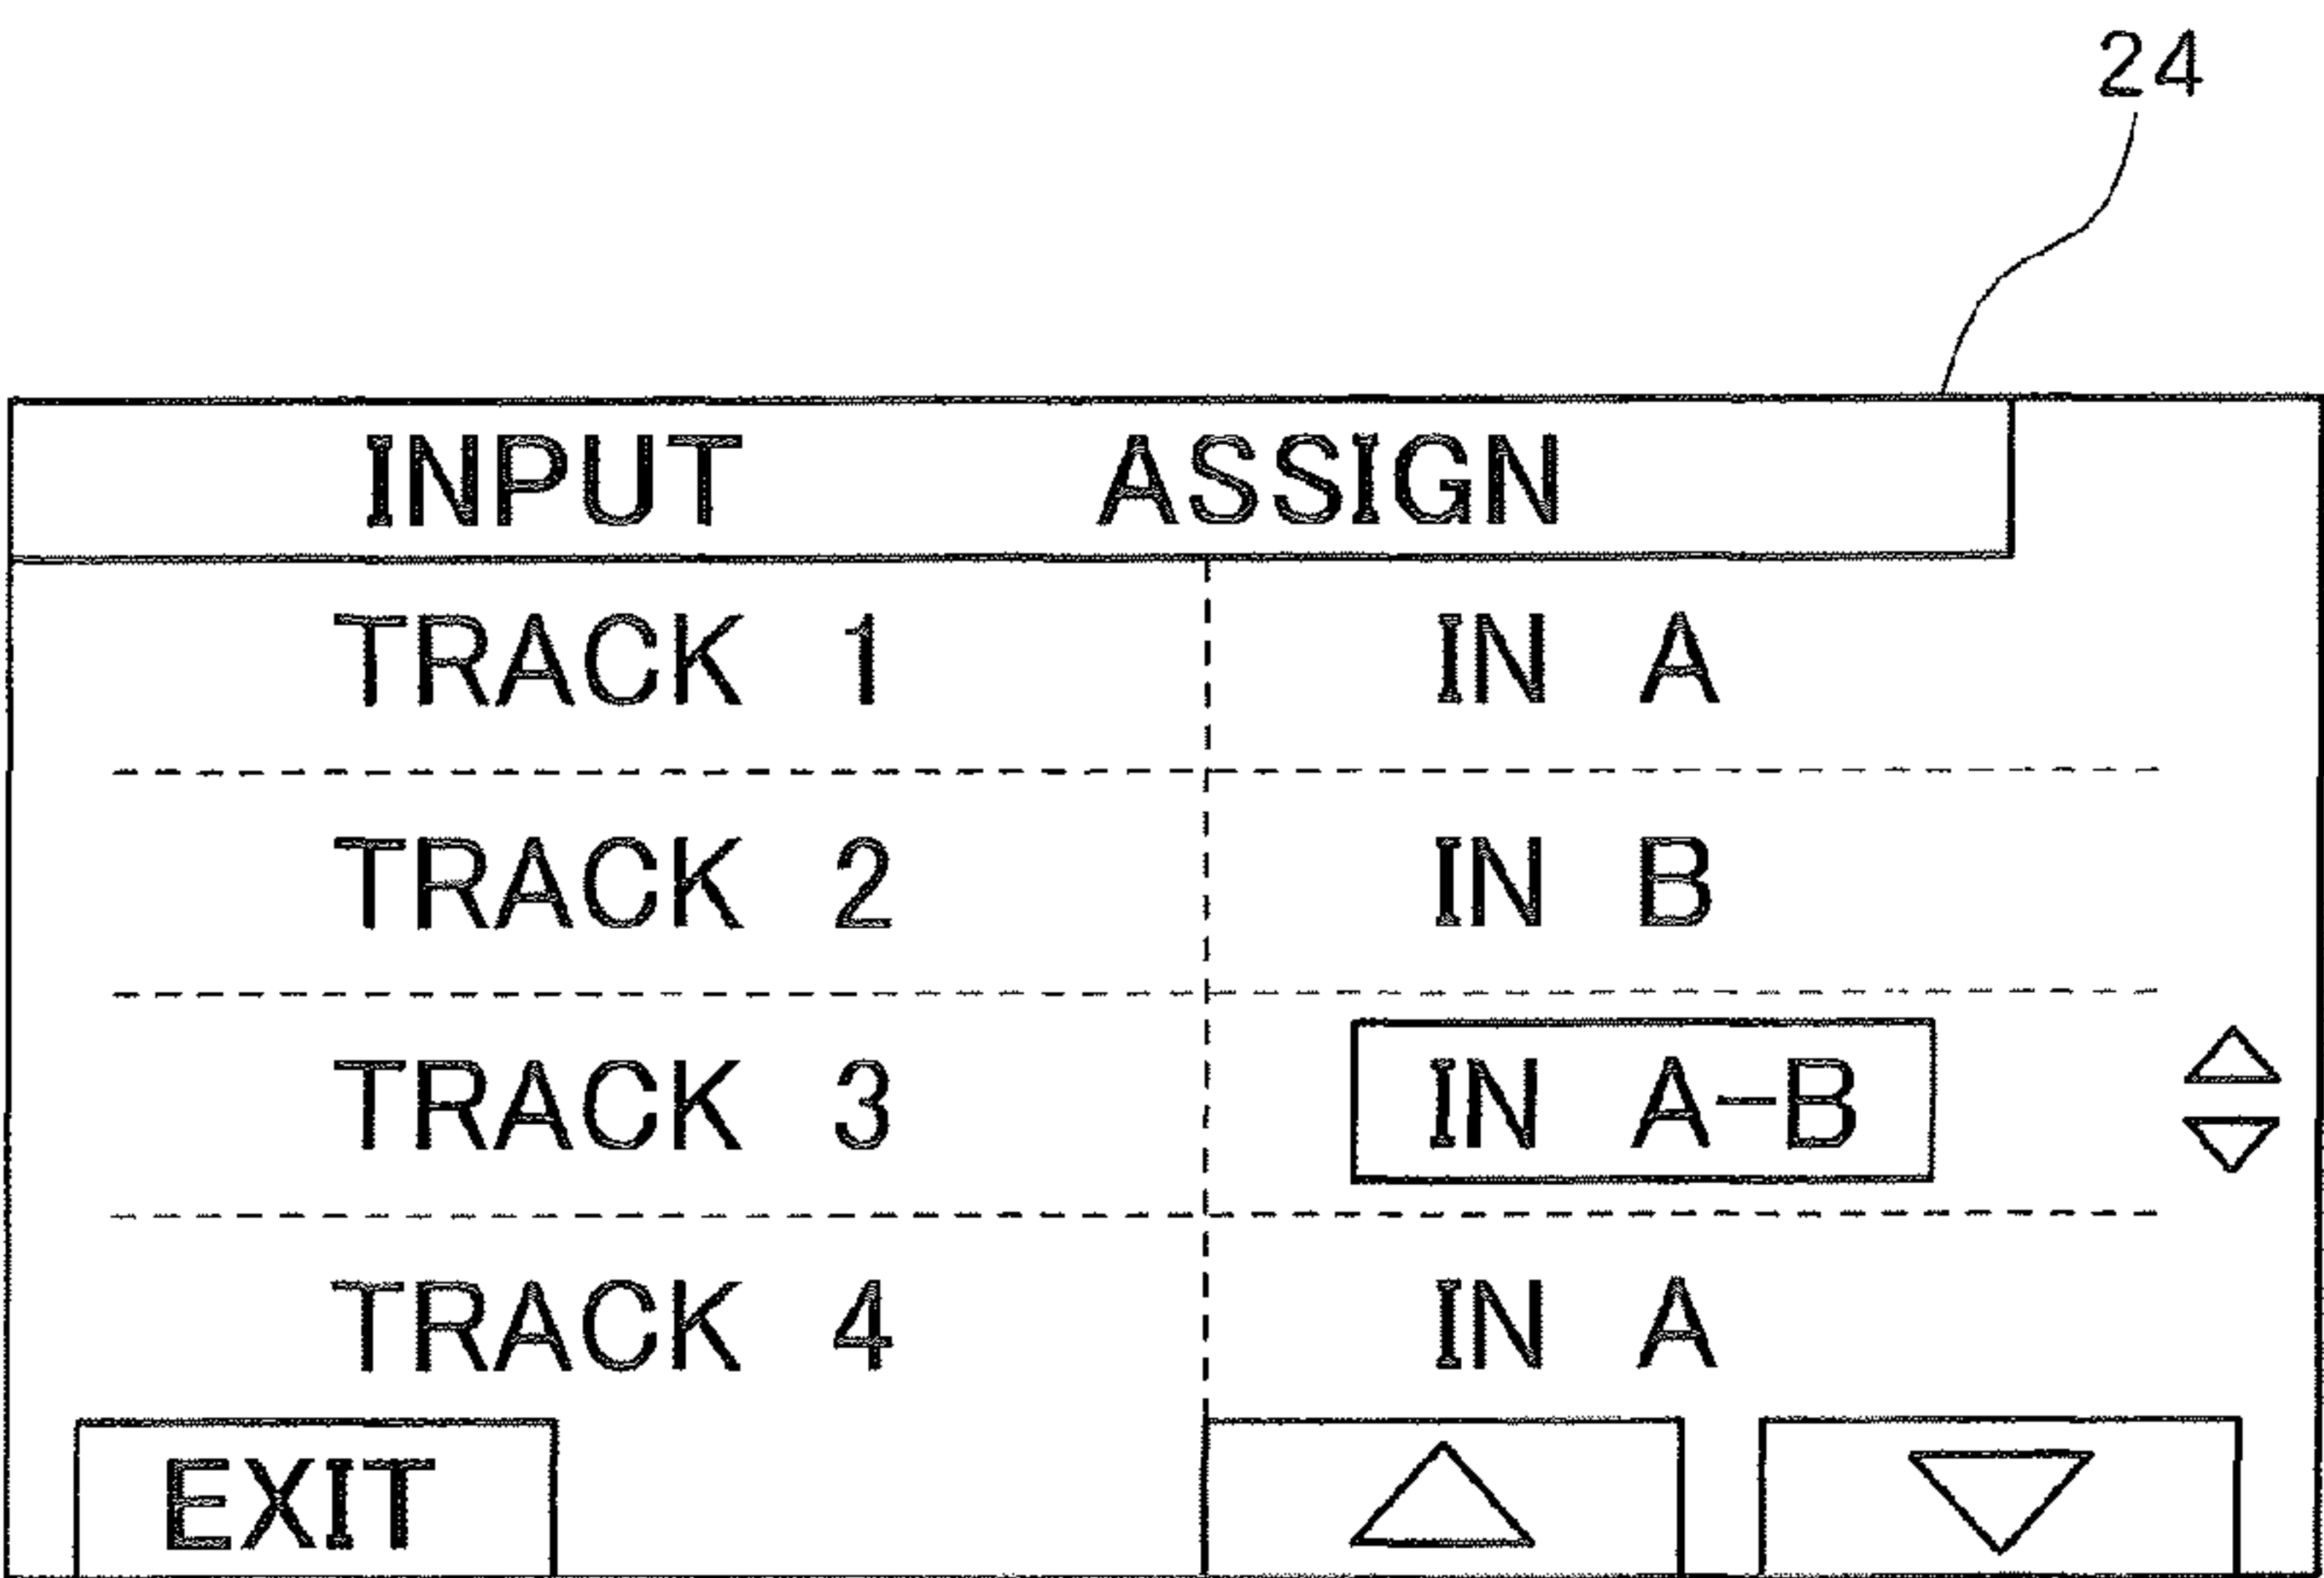 24
INPUT ASSIGN
TRACK 1 IN A
TRACK 2 IN B
TRACK 3 IN A-B
TRACK 4 IN A
EXIT